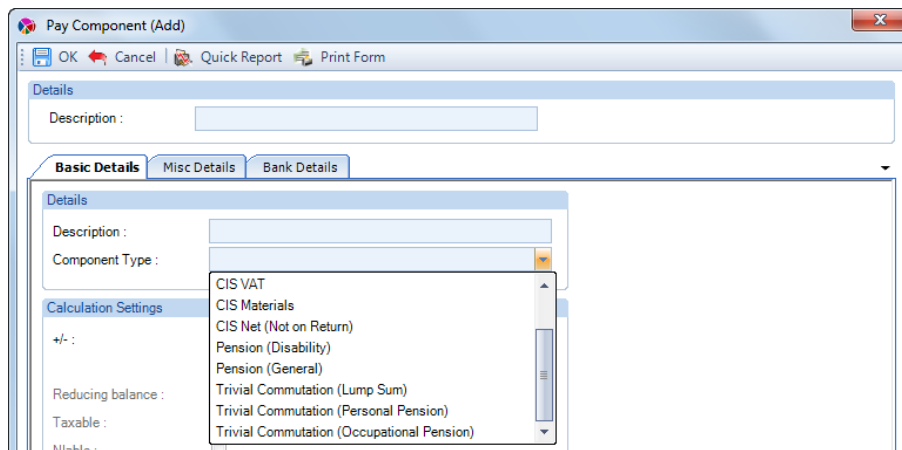 Pay Component (Add)
OK Cancel Quick Report Print Form
Details
Description :
Basic Details Misc Details Bank Details
Details
Description :
Component Type :
CIS VAT
CIS Materials
CIS Net (Not on Return)
Pension (Disability)
Pension (General)
Trivial Commutation (Lump Sum)
Trivial Commutation (Personal Pension)
Trivial Commutation (Occupational Pension)
Calculation Settings
+/- :
Reducing balance :
Taxable :
NIable :